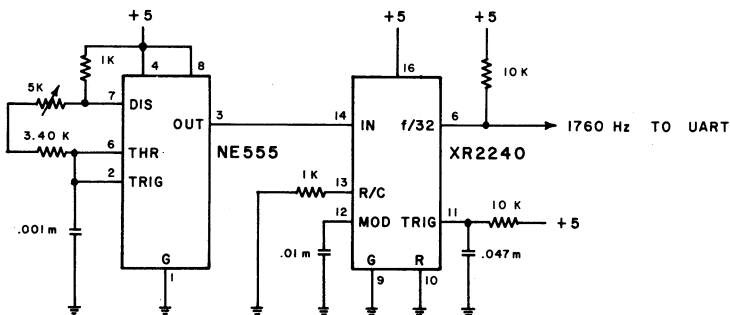 +5
+5
+5
1K
4
8
16
10K
5K
7
DIS
3
14
6
OUT
IN
f/32
1760 Hz TO UART
3.40 K
6
THR
NE555
XR2240
2
TRIG
1K
13
R/C
10 K
12
MOD
TRIG
11
+5
.001m
.01m
.047m
G
1
G
R
9
10